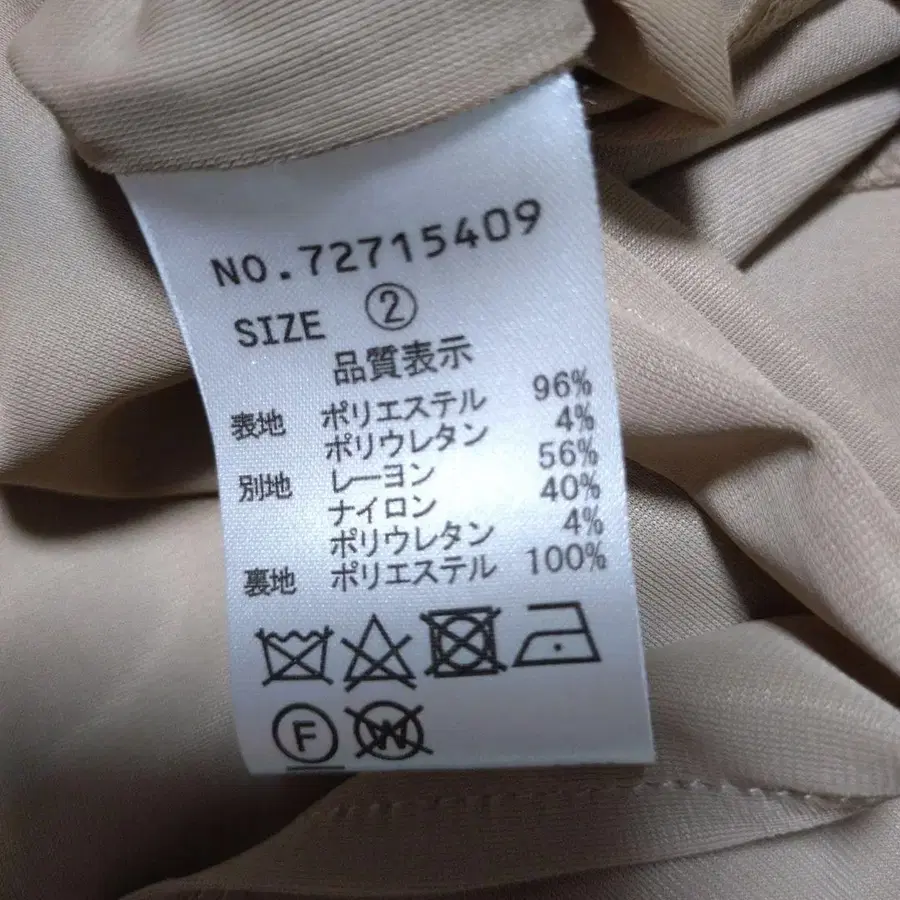 NO.72715409
SIZE ②
品質表示
表地 ポリエステル 96%
ポリウレタン 4%
別地 レーヨン 56%
ナイロン 40%
ポリウレタン 4%
裏地 ポリエステル 100%
F W